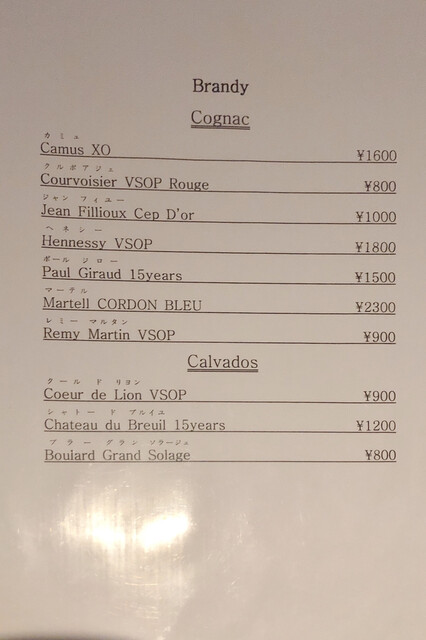 Brandy
Cognac
カミュ
Camus XO ¥1600
クルボアジェ
Courvoisier VSOP Rouge ¥800
ジャン フィユー
Jean Fillioux Cep D'or ¥1000
ヘネシー
Hennessy VSOP ¥1800
ポール ジロー
Paul Giraud 15years ¥1500
マーテル
Martell CORDON BLEU ¥2300
レミー マルタン
Remy Martin VSOP ¥900
Calvados
クール ド リヨン
Coeur de Lion VSOP ¥900
シャトー ド ブルイユ
Chateau du Breuil 15years ¥1200
ブラー グラン ソラージュ
Boulard Grand Solage ¥800